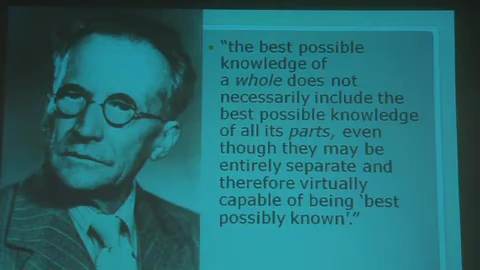 • “the best possible
knowledge of
a whole does not
necessarily include the
best possible knowledge
of all its parts, even
though they may be
entirely separate and
therefore virtually
capable of being ‘best
possibly known’.”